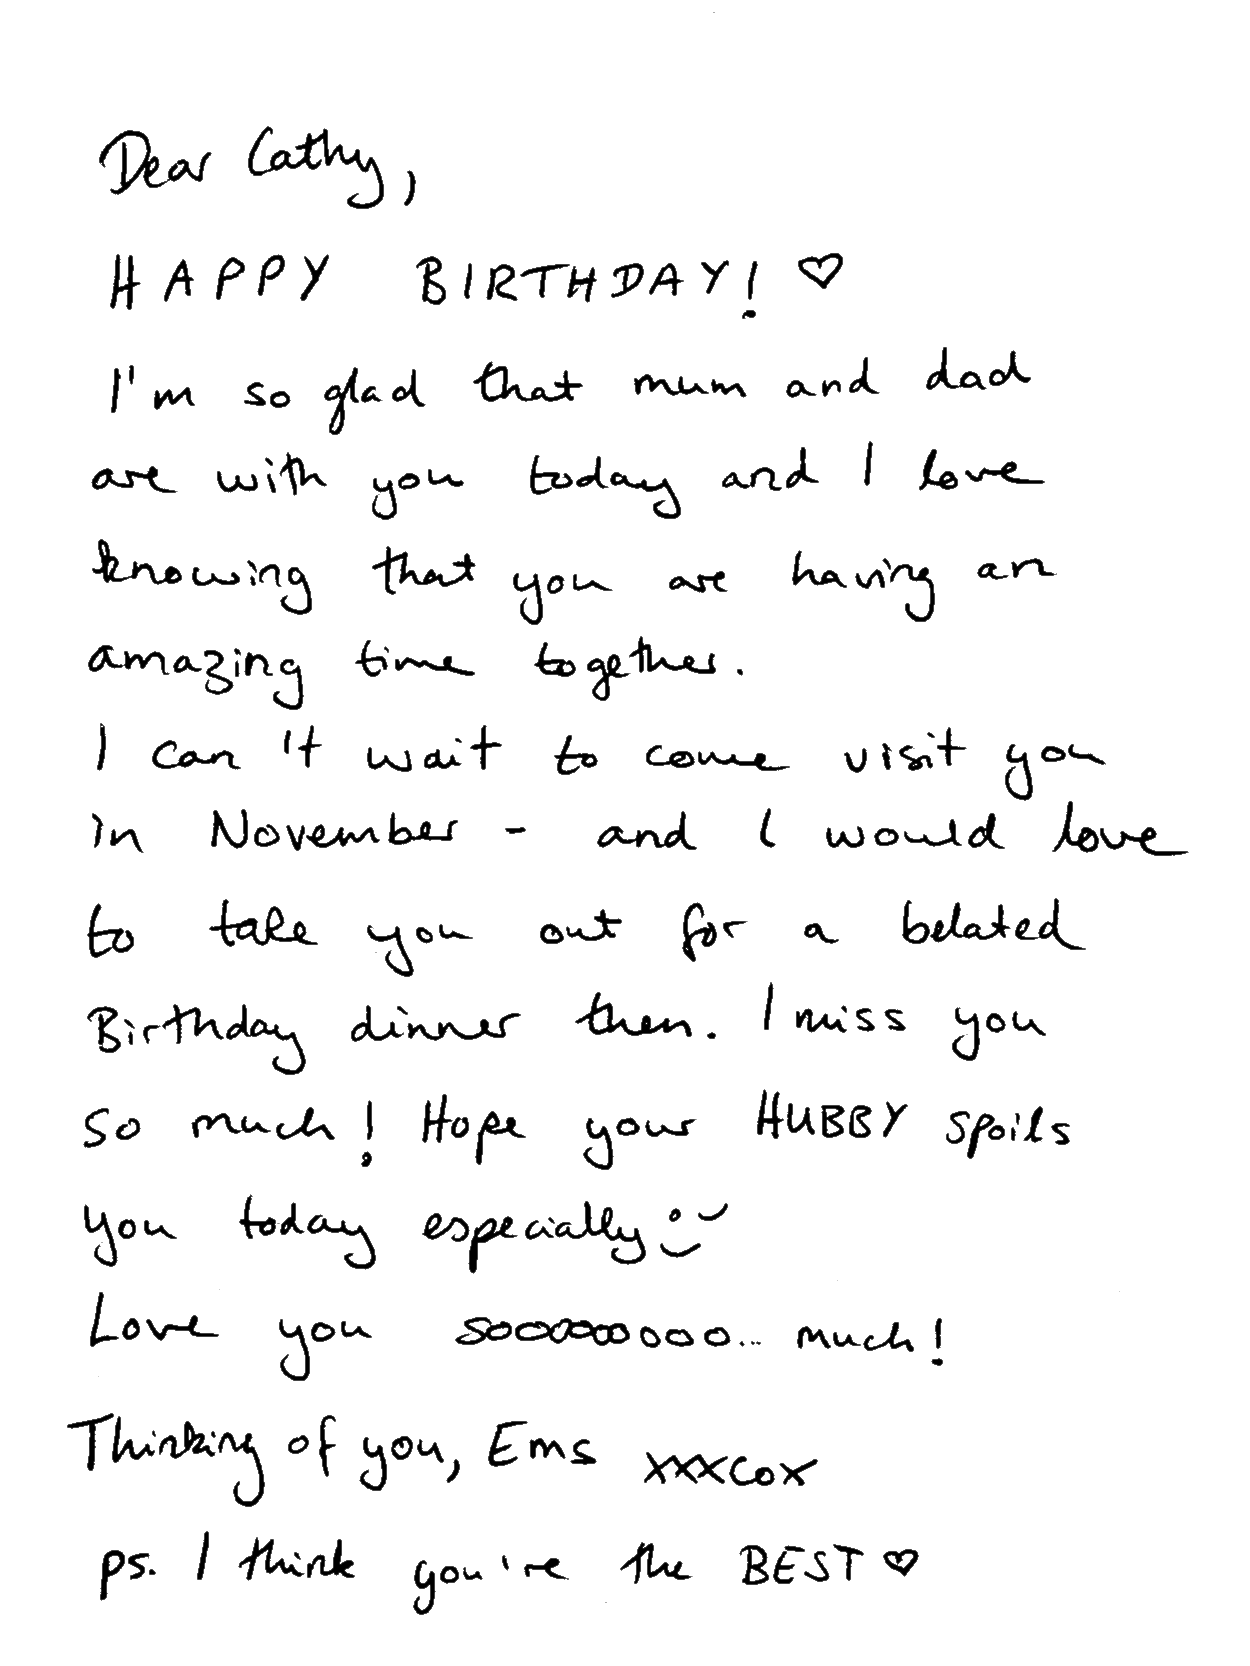 Dear Cathy,
HAPPY BIRTHDAY! ♡
I'm so glad that mum and dad
are with you today and I love
knowing that you are having an
amazing time together.
I can't wait to come visit you
in November - and I would love
to take you out for a belated
Birthday dinner then. I miss you
so much! Hope your HUBBY spoils
you today especially
Love you sooooooooo... much!
Thinking of you, Ems xxxcox
ps. I think you're the BEST ♡